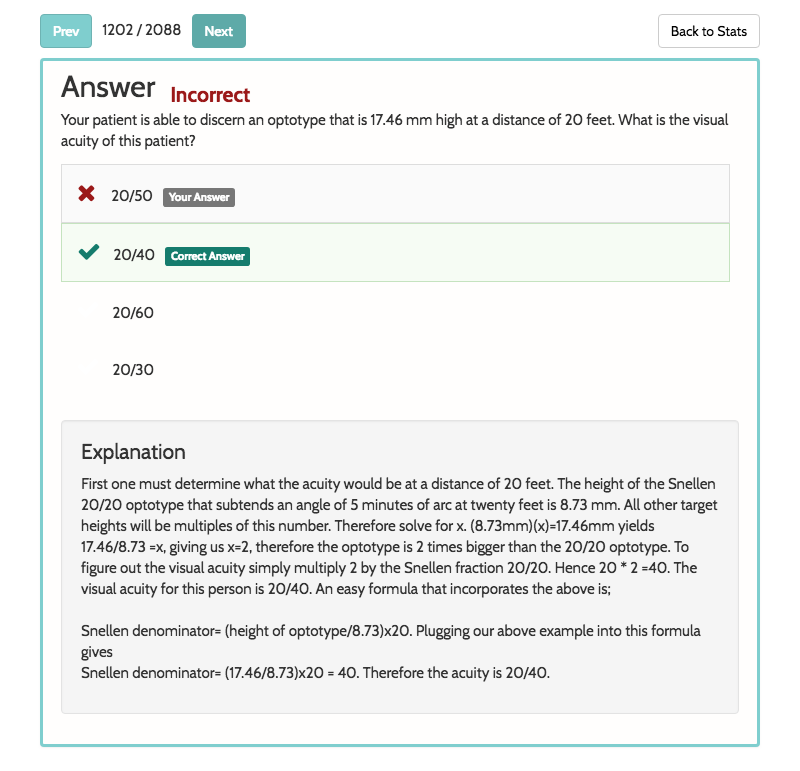 Prev 1202 / 2088 Next Back to Stats
Answer Incorrect
Your patient is able to discern an optotype that is 17.46 mm high at a distance of 20 feet. What is the visual
acuity of this patient?
20/50 Your Answer
20/40 Correct Answer
20/60
20/30
Explanation
First one must determine what the acuity would be at a distance of 20 feet. The height of the Snellen
20/20 optotype that subtends an angle of 5 minutes of arc at twenty feet is 8.73 mm. All other target
heights will be multiples of this number. Therefore solve for x. (8.73mm)(x)=17.46mm yields
17.46/8.73 =x, giving us x=2, therefore the optotype is 2 times bigger than the 20/20 optotype. To
figure out the visual acuity simply multiply 2 by the Snellen fraction 20/20. Hence 20 * 2 =40. The
visual acuity for this person is 20/40. An easy formula that incorporates the above is;
Snellen denominator= (height of optotype/8.73)x20. Plugging our above example into this formula
gives
Snellen denominator= (17.46/8.73)x20 = 40. Therefore the acuity is 20/40.